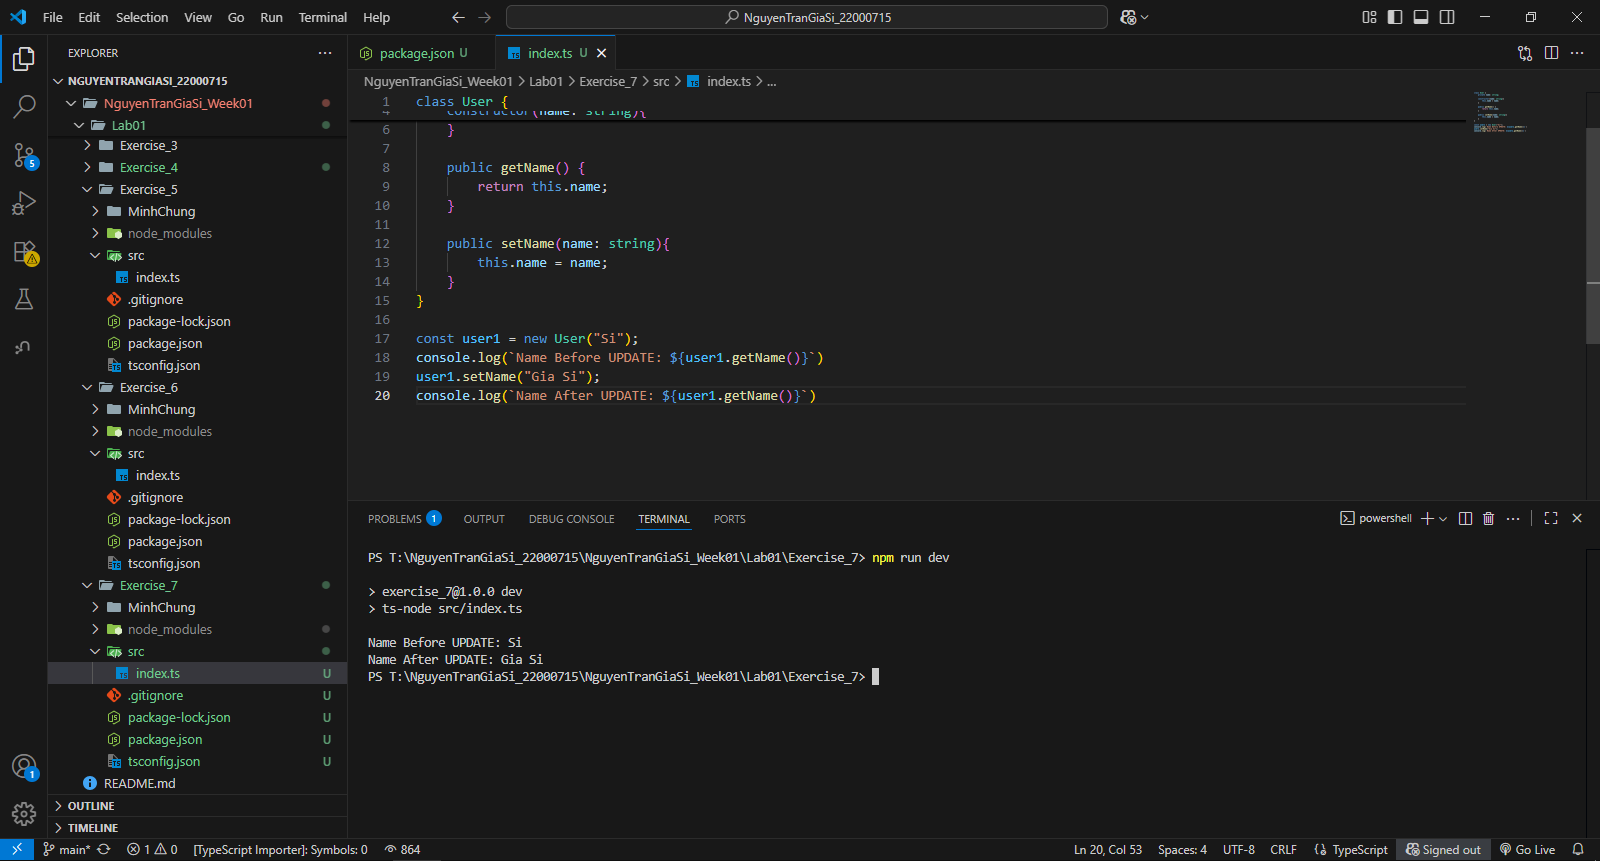 File Edit Selection View Go Run Terminal Help
NguyenTranGiaSi_22000715
EXPLORER
NGUYENTRANGIASI_22000715
NguyenTranGiaSi_Week01
Lab01
Exercise_3
Exercise_4
Exercise_5
MinhChung
node_modules
src
TS index.ts
.gitignore
package-lock.json
package.json
tsconfig.json
Exercise_6
MinhChung
node_modules
src
TS index.ts
.gitignore
package-lock.json
package.json
tsconfig.json
Exercise_7
MinhChung
node_modules
src
TS index.ts U
.gitignore U
package-lock.json U
package.json U
tsconfig.json U
README.md
OUTLINE
TIMELINE
5
1
package.json U
TS index.ts U
NguyenTranGiaSi_Week01 > Lab01 > Exercise_7 > src > TS index.ts > ...
1 class User {
4 constructor(name: string){
6 }
7
8 public getName() {
9 return this.name;
10 }
11
12 public setName(name: string){
13 this.name = name;
14 }
15 }
16
17 const user1 = new User("Si");
18 console.log(`Name Before UPDATE: ${user1.getName()}`)
19 user1.setName("Gia Si");
20 console.log(`Name After UPDATE: ${user1.getName()}`)
PROBLEMS 1 OUTPUT DEBUG CONSOLE TERMINAL PORTS
powershell
PS T:\NguyenTranGiaSi_22000715\NguyenTranGiaSi_Week01\Lab01\Exercise_7> npm run dev
> exercise_7@1.0.0 dev
> ts-node src/index.ts
Name Before UPDATE: Si
Name After UPDATE: Gia Si
PS T:\NguyenTranGiaSi_22000715\NguyenTranGiaSi_Week01\Lab01\Exercise_7>
main* 1 0 [TypeScript Importer]: Symbols: 0 864 Ln 20, Col 53 Spaces: 4 UTF-8 CRLF {} TypeScript Signed out Go Live